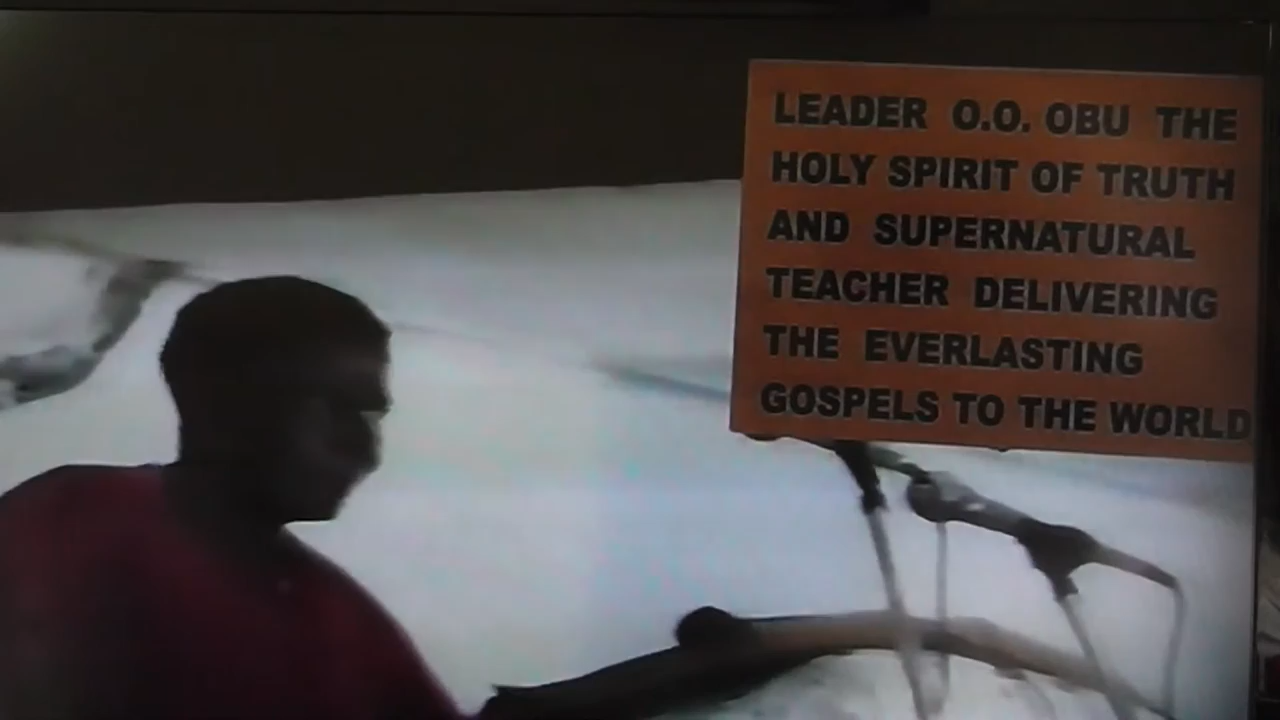 LEADER O.O. OBU THE
HOLY SPIRIT OF TRUTH
AND SUPERNATURAL
TEACHER DELIVERING
THE EVERLASTING
GOSPELS TO THE WORLD